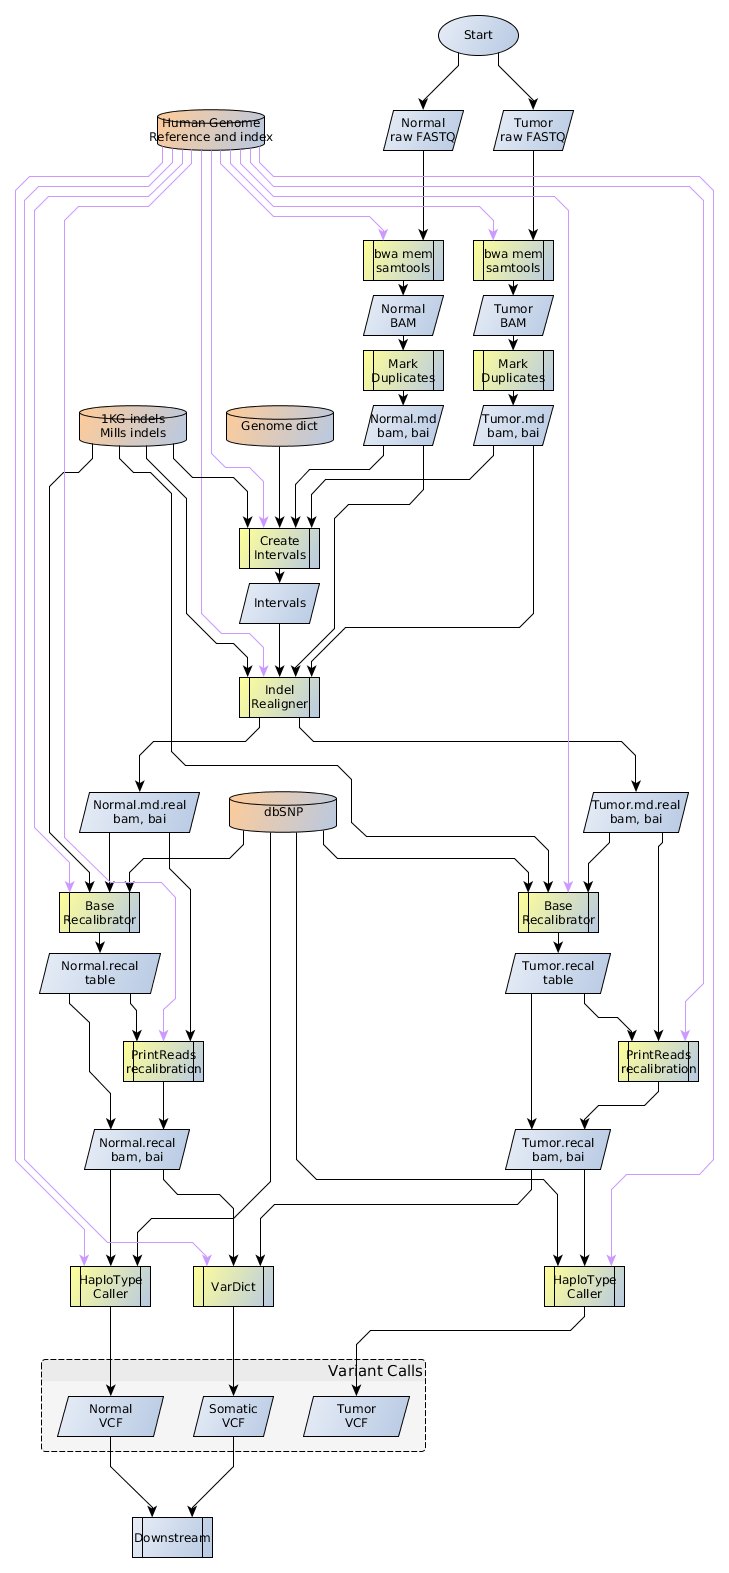 Start
Human Genome
Reference and index
Normal
raw FASTQ
Tumor
raw FASTQ
bwa mem
samtools
bwa mem
samtools
Normal
BAM
Tumor
BAM
Mark
Duplicates
Mark
Duplicates
1KG indels
Mills indels
Genome dict
Normal.md
bam, bai
Tumor.md
bam, bai
Create
Intervals
Intervals
Indel
Realigner
Normal.md.real
bam, bai
dbSNP
Tumor.md.real
bam, bai
Base
Recalibrator
Base
Recalibrator
Normal.recal
table
Tumor.recal
table
PrintReads
recalibration
PrintReads
recalibration
Normal.recal
bam, bai
Tumor.recal
bam, bai
HaploType
Caller
VarDict
HaploType
Caller
Variant Calls
Normal
VCF
Somatic
VCF
Tumor
VCF
Downstream